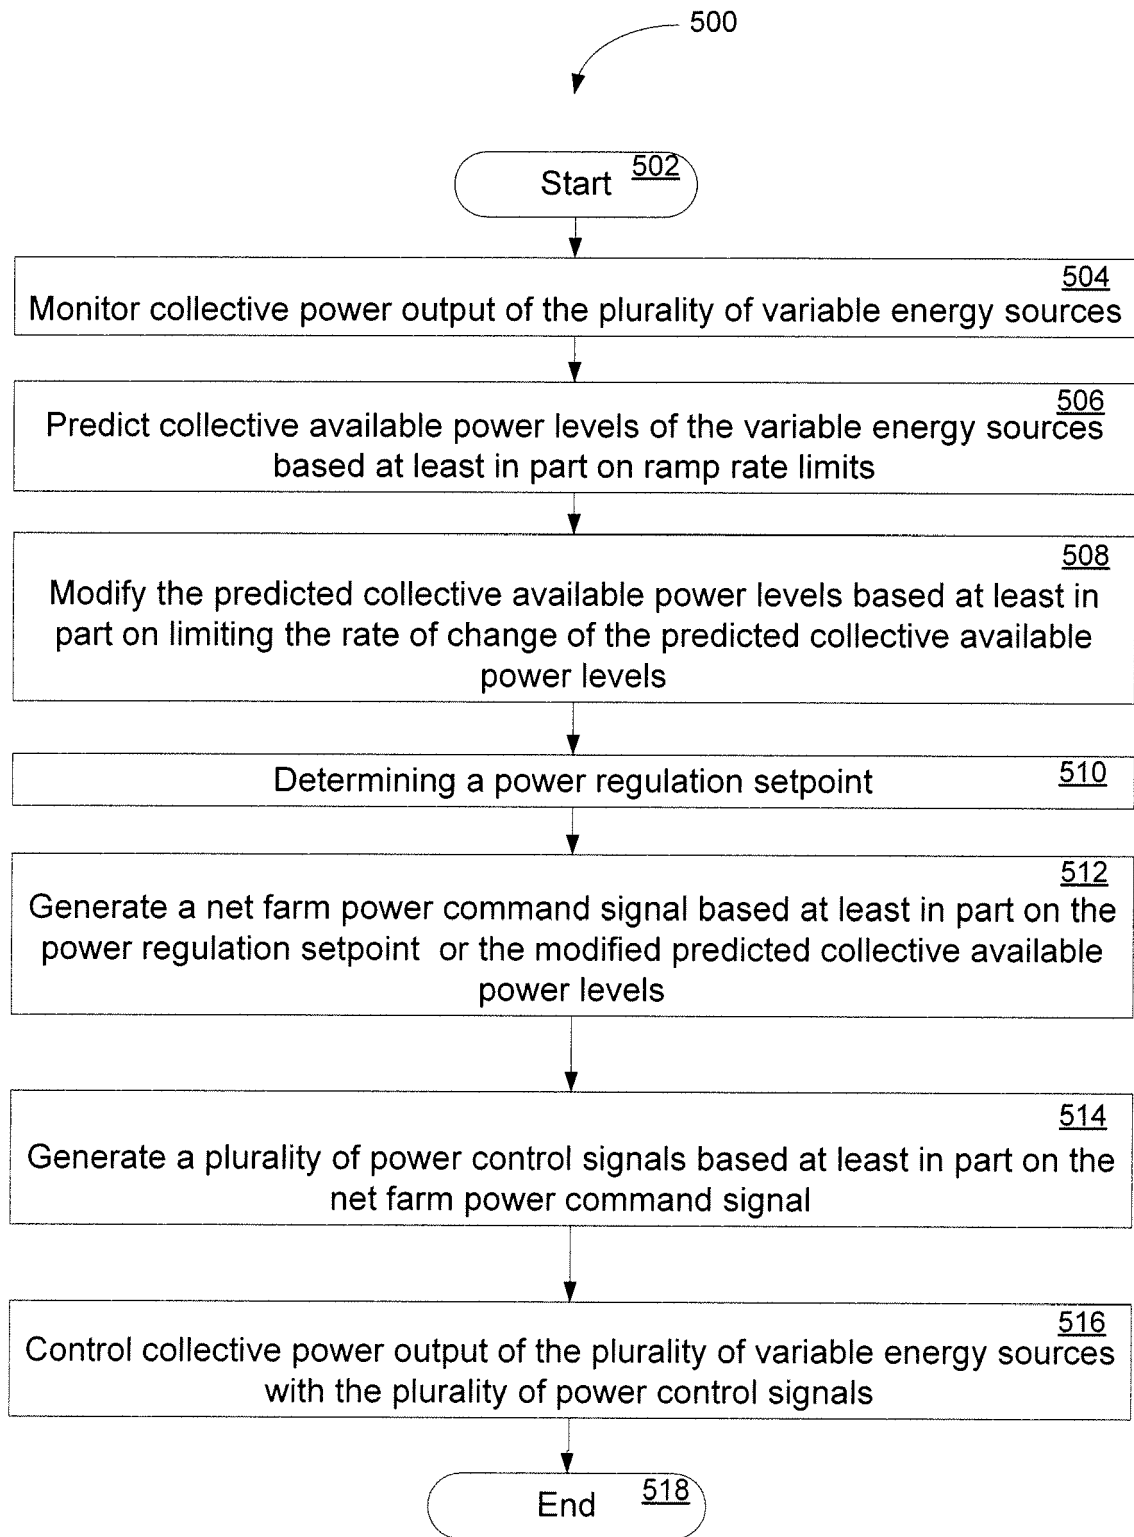 500
502
Start
504
Monitor collective power output of the plurality of variable energy sources
506
Predict collective available power levels of the variable energy sources
based at least in part on ramp rate limits
508
Modify the predicted collective available power levels based at least in
part on limiting the rate of change of the predicted collective available
power levels
Determining a power regulation setpoint 510
512
Generate a net farm power command signal based at least in part on the
power regulation setpoint or the modified predicted collective available
power levels
514
Generate a plurality of power control signals based at least in part on the
net farm power command signal
516
Control collective power output of the plurality of variable energy sources
with the plurality of power control signals
End 518